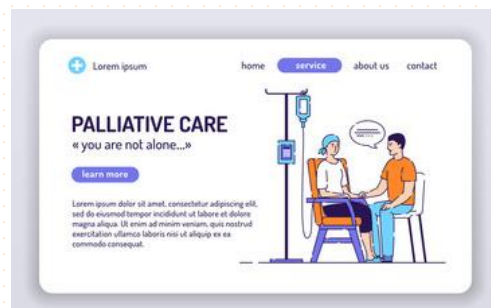 Lorem ipsum
home service about us contact
PALLIATIVE CARE
« you are not alone...»
learn more
Lorem ipsum dolor sit amet, consectetur adipiscing elit,
sed do eiusmod tempor incididunt ut labore et dolore
magna aliqua. Ut enim ad minim veniam, quis nostrud
exercitation ullamco laboris nisi ut aliquip ex ea
commodo consequat.